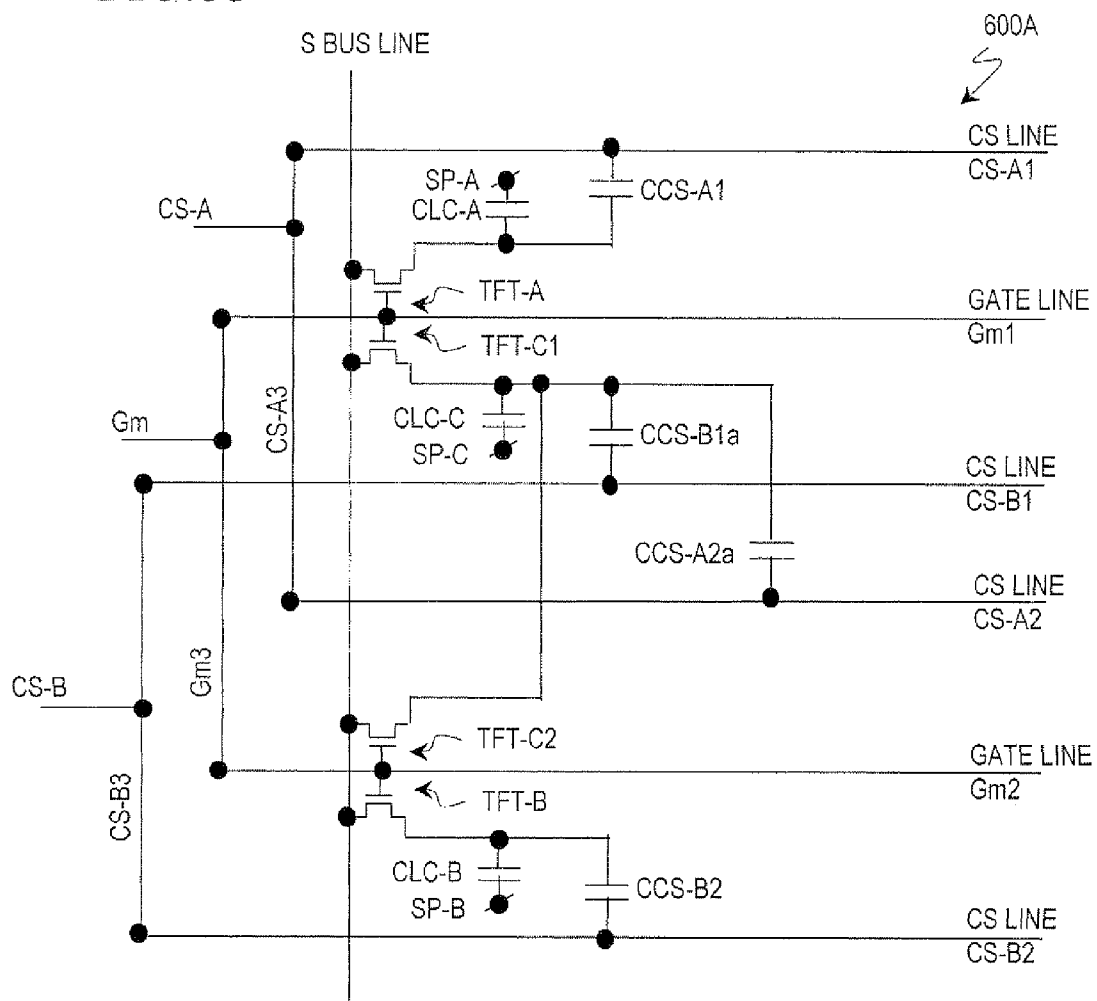 600A
S BUS LINE
CS LINE
CS-A1
SP-A
CLC-A
CCS-A1
CS-A
TFT-A
GATE LINE
Gm1
TFT-C1
CS-A3
Gm
CLC-C
SP-C
CCS-B1a
CS LINE
CS-B1
CCS-A2a
CS LINE
CS-A2
Gm3
CS-B
TFT-C2
GATE LINE
Gm2
TFT-B
CS-B3
CLC-B
SP-B
CCS-B2
CS LINE
CS-B2